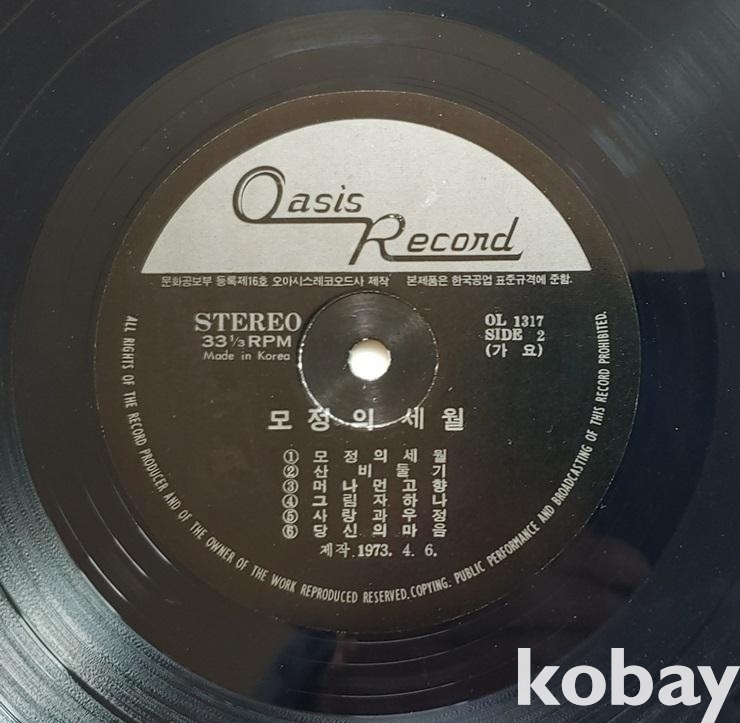 Oasis
Record
문화공보부 등록제16호 오아시스레코오드사 제작 본제품은 한국공업 표준규격에 준함.
STEREO
33 1/3 RPM
Made in Korea
OL 1317
SIDE 2
(가 요)
모정의 세월
① 모정의세월
② 산비둘기
③ 머나먼고향
④ 그림자하나
⑤ 사랑과우정
⑥ 당신의마음
제작.1973. 4. 6.
ALL RIGHTS OF THE RECORD PRODUCER AND OF THE OWNER OF THE WORK REPRODUCED RESERVED.COPYING. PUBLIC PERFORMANCE AND BROADCASTING OF THIS RECORD PROHIBITED.
kobay